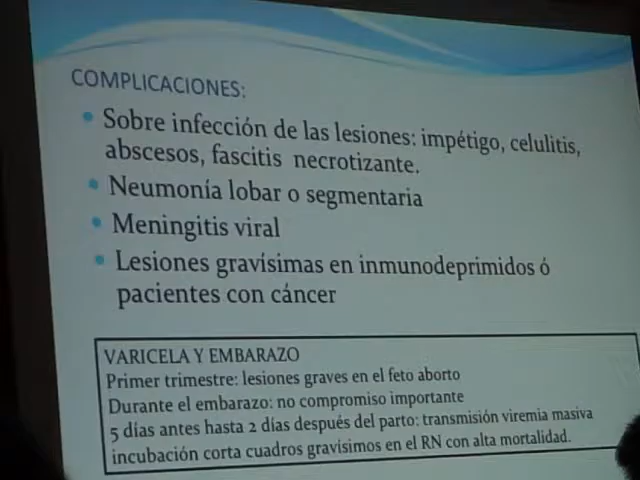 COMPLICACIONES:
Sobre infección de las lesiones: impétigo, celulitis,
abscesos, fascitis necrotizante.
Neumonía lobar o segmentaria
Meningitis viral
Lesiones gravísimas en inmunodeprimidos ó
pacientes con cáncer
VARICELA Y EMBARAZO
Primer trimestre: lesiones graves en el feto aborto
Durante el embarazo: no compromiso importante
5 días antes hasta 2 días después del parto: transmisión viremia masiva
incubación corta cuadros gravísimos en el RN con alta mortalidad.